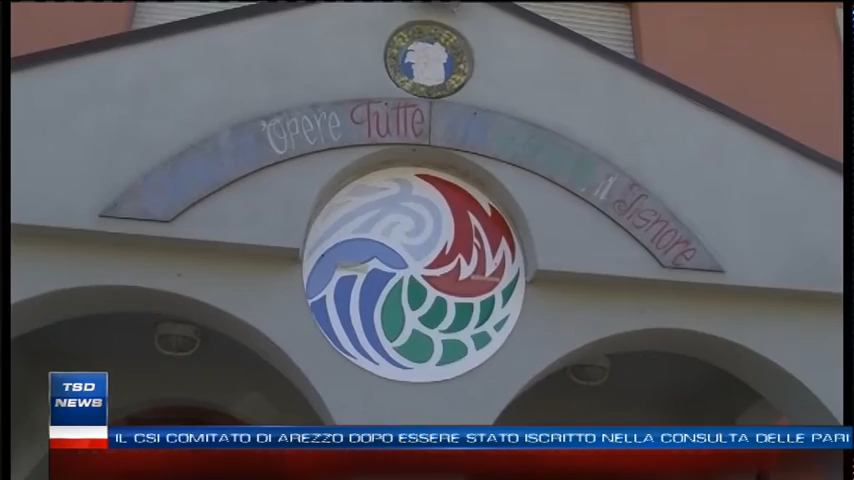 Opere Tutte
il Signore
TSD
NEWS
IL CSI COMITATO DI AREZZO DOPO ESSERE STATO ISCRITTO NELLA CONSULTA DELLE PARI